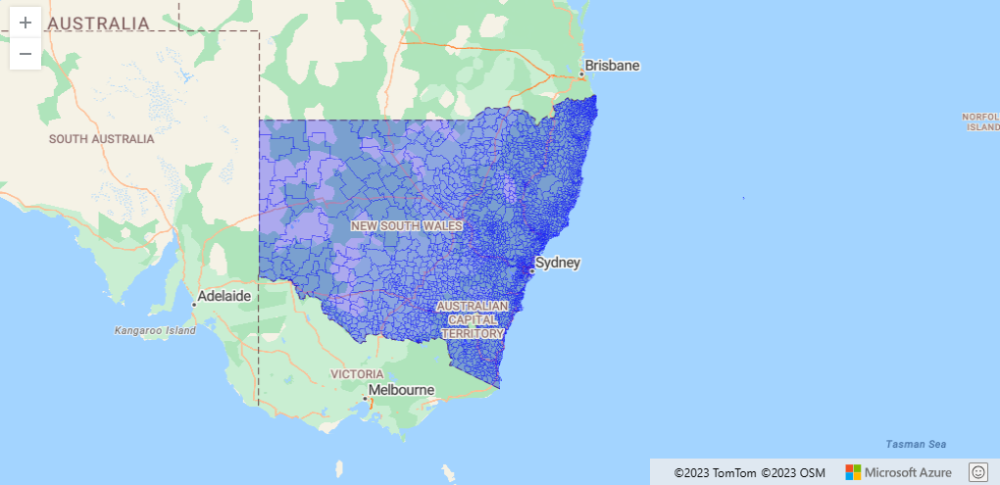 +
AUSTRALIA
−
Brisbane
NORFOL
ISLAND
SOUTH AUSTRALIA
NEW SOUTH WALES
Sydney
Adelaide
AUSTRALIAN
CAPITAL
TERRITORY
Kangaroo Island
VICTORIA
Melbourne
Tasman Sea
©2023 TomTom ©2023 OSM
Microsoft Azure